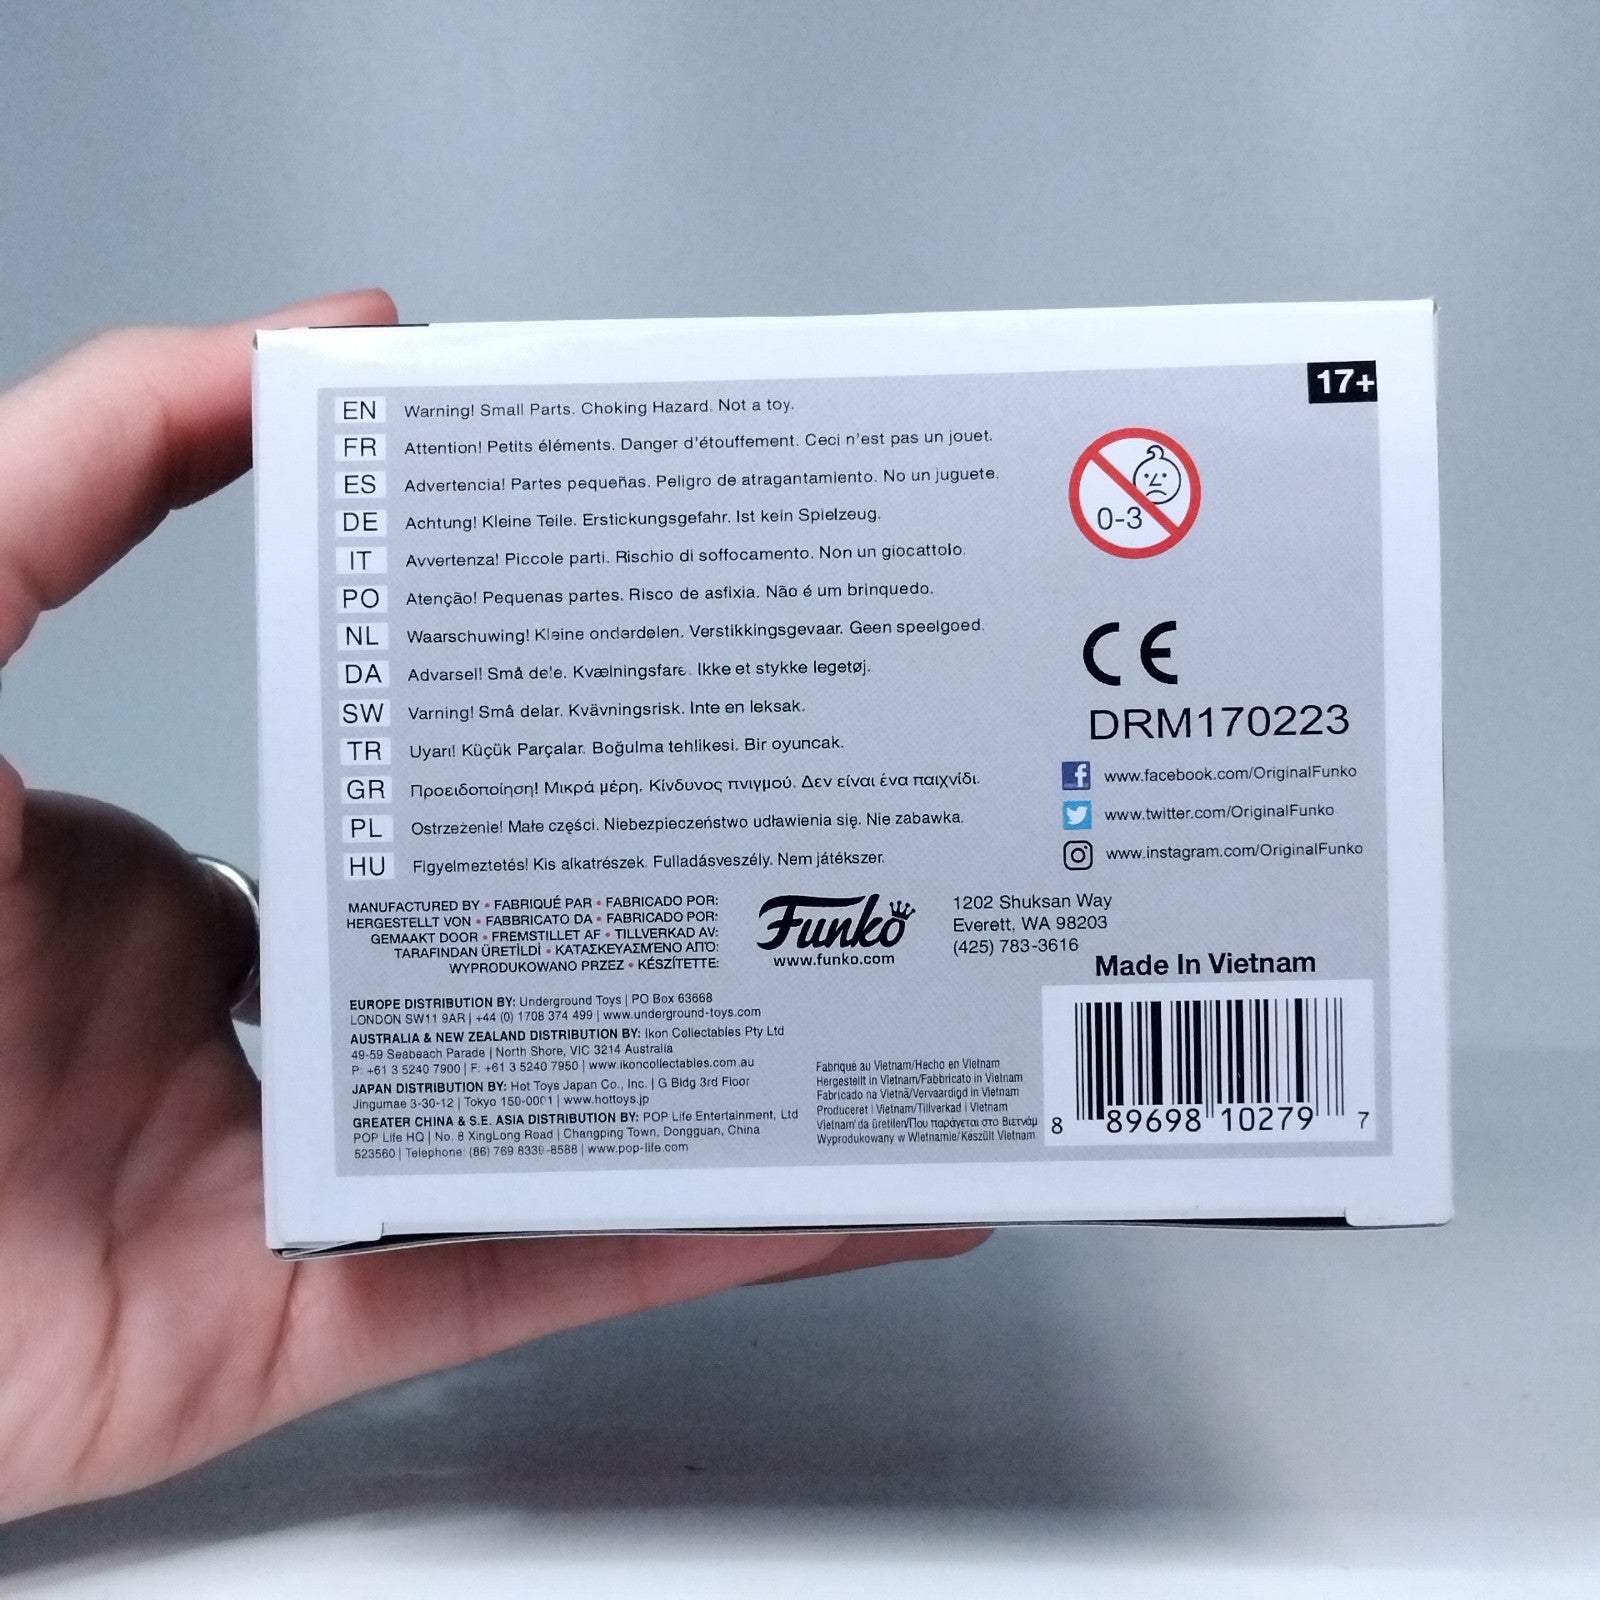 17+
EN Warning! Small Parts. Choking Hazard. Not a toy.
FR Attention! Petits éléments. Danger d'étouffement. Ceci n'est pas un jouet.
ES Advertencia! Partes pequeñas. Peligro de atragantamiento. No un juguete.
DE Achtung! Kleine Teile. Erstickungsgefahr. Ist kein Spielzeug.
IT Avvertenza! Piccole parti. Rischio di soffocamento. Non un giocattolo.
PO Atenção! Pequenas partes. Risco de asfixia. Não é um brinquedo.
NL Waarschuwing! Kleine onderdelen. Verstikkingsgevaar. Geen speelgoed.
DA Advarsel! Små dele. Kvælningsfare. Ikke et stykke legetøj.
SW Varning! Små delar. Kvävningsrisk. Inte en leksak.
TR Uyarı! Küçük Parçalar. Boğulma tehlikesi. Bir oyuncak.
GR Προειδοποίηση! Μικρά μέρη. Κίνδυνος πνιγμού. Δεν είναι ένα παιχνίδι.
PL Ostrzeżenie! Małe części. Niebezpieczeństwo udławienia się. Nie zabawka.
HU Figyelmeztetés! Kis alkatrészek. Fulladásveszély. Nem játékszer.
0-3
CE
DRM170223
www.facebook.com/OriginalFunko
www.twitter.com/OriginalFunko
www.instagram.com/OriginalFunko
MANUFACTURED BY • FABRIQUÉ PAR • FABRICADO POR:
HERGESTELLT VON • FABBRICATO DA • FABRICADO POR:
GEMAAKT DOOR • FREMSTILLET AF • TILLVERKAD AV:
TARAFINDAN ÜRETİLDİ • ΚΑΤΑΣΚΕΥΑΣΜΈΝΟ ΑΠΌ:
WYPRODUKOWANO PRZEZ • KÉSZÍTETTE:
Funko
www.funko.com
1202 Shuksan Way
Everett, WA 98203
(425) 783-3616
Made In Vietnam
EUROPE DISTRIBUTION BY: Underground Toys | PO Box 63668
LONDON SW11 9AR | +44 (0) 1708 374 499 | www.underground-toys.com
AUSTRALIA & NEW ZEALAND DISTRIBUTION BY: Ikon Collectables Pty Ltd
49-59 Seabeach Parade | North Shore, VIC 3214 Australia
P: +61 3 5240 7900 | F: +61 3 5240 7950 | www.ikoncollectables.com.au
JAPAN DISTRIBUTION BY: Hot Toys Japan Co., Inc. | G Bldg 3rd Floor
Jingumae 3-30-12 | Tokyo 150-0001 | www.hottoys.jp
GREATER CHINA & S.E. ASIA DISTRIBUTION BY: POP Life Entertainment, Ltd
POP Life HQ | No. 8 XingLong Road | Changping Town, Dongguan, China
523560 | Telephone: (86) 769 8339-8588 | www.pop-life.com
Fabriqué au Vietnam/Hecho en Vietnam
Hergestellt in Vietnam/Fabbricato in Vietnam
Fabricado na Vietnã/Vervaardigd in Vietnam
Produceret i Vietnam/Tillverkad i Vietnam
Vietnam'da üretilen/Που παράγεται στο Βιετνάμ
Wyprodukowany w Wietnamie/Készült Vietnam
8 89698 10279 7